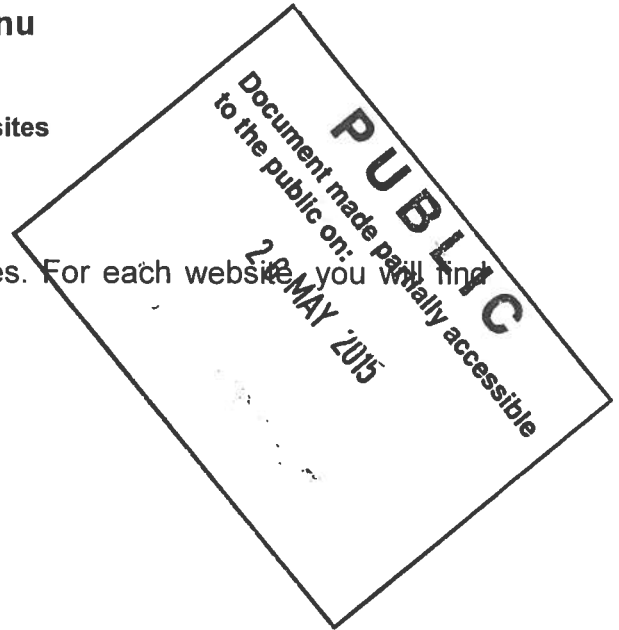 nu
sites
es. For each website, you will find
PUBLIC
Document made partially accessible
to the public on:
MAY 2015